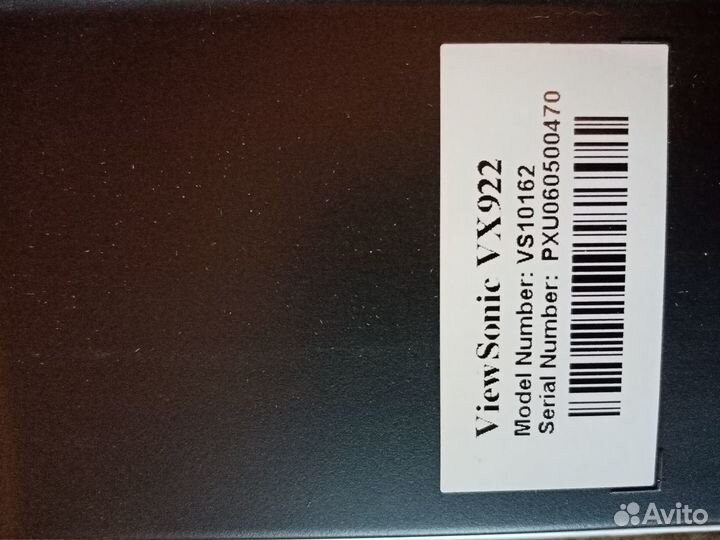 ViewSonic VX922
Model Number: VS10162
Serial Number: PXU060500470
Avito